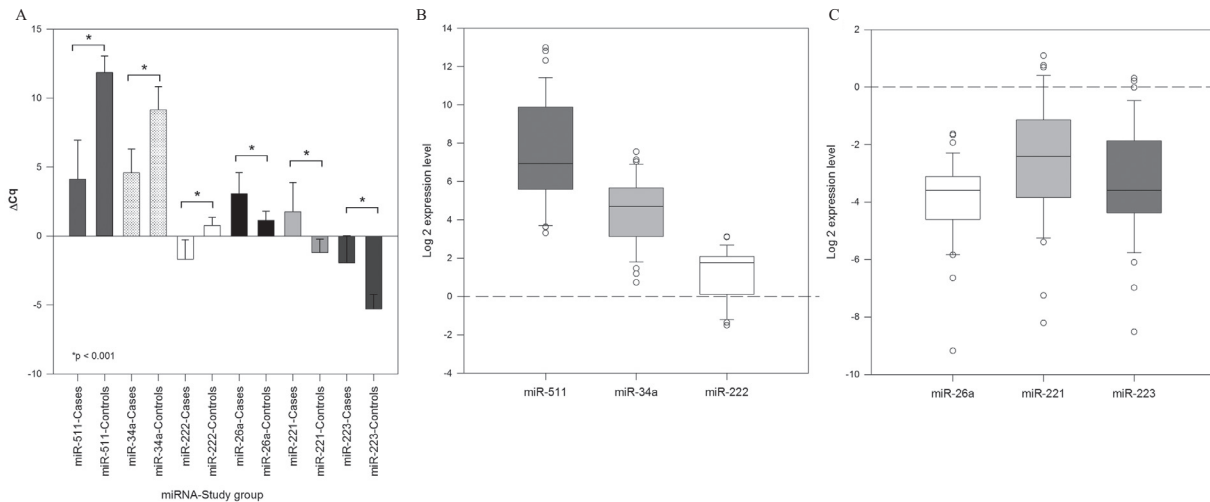 A
15
10
5
0
-5
-10
ΔCq
*
*
*
*
*
*
*p < 0.001
miR-511-Cases
miR-511-Controls
miR-34a-Cases
miR-34a-Controls
miR-222-Cases
miR-222-Controls
miR-26a-Cases
miR-26a-Controls
miR-221-Cases
miR-221-Controls
miR-223-Cases
miR-223-Controls
miRNA-Study group
B
14
12
10
8
6
4
2
0
-2
-4
Log 2 expression level
miR-511
miR-34a
miR-222
C
2
0
-2
-4
-6
-8
-10
Log 2 expression level
miR-26a
miR-221
miR-223